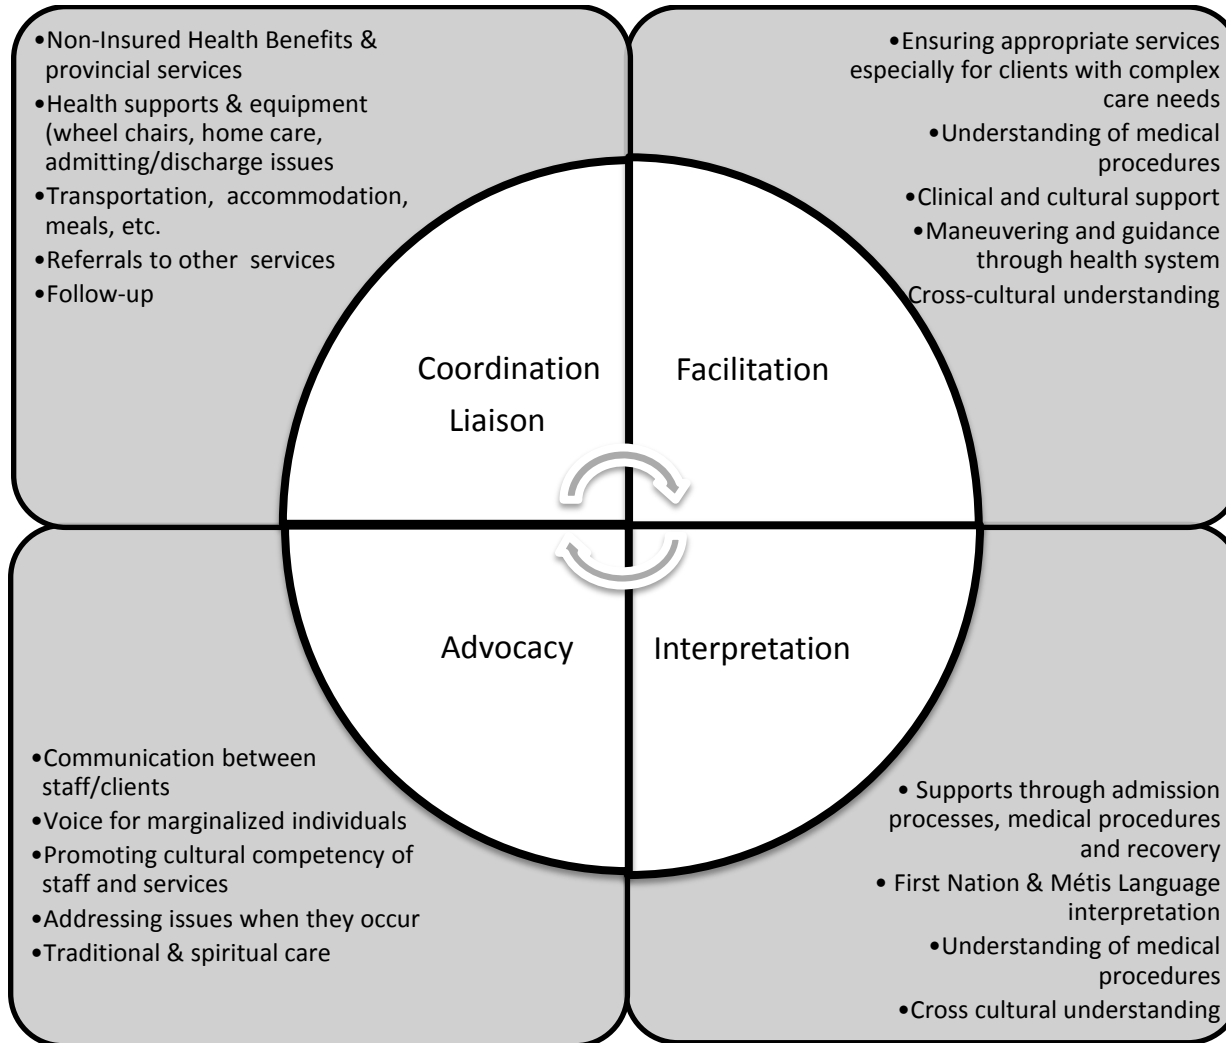 •Non-Insured Health Benefits &
provincial services
•Health supports & equipment
(wheel chairs, home care,
admitting/discharge issues
•Transportation, accommodation,
meals, etc.
•Referrals to other services
•Follow-up
•Ensuring appropriate services
especially for clients with complex
care needs
•Understanding of medical
procedures
•Clinical and cultural support
•Maneuvering and guidance
through health system
Cross-cultural understanding
Coordination
Liaison
Facilitation
Advocacy
Interpretation
•Communication between
staff/clients
•Voice for marginalized individuals
•Promoting cultural competency of
staff and services
•Addressing issues when they occur
•Traditional & spiritual care
• Supports through admission
processes, medical procedures
and recovery
• First Nation & Métis Language
interpretation
•Understanding of medical
procedures
•Cross cultural understanding